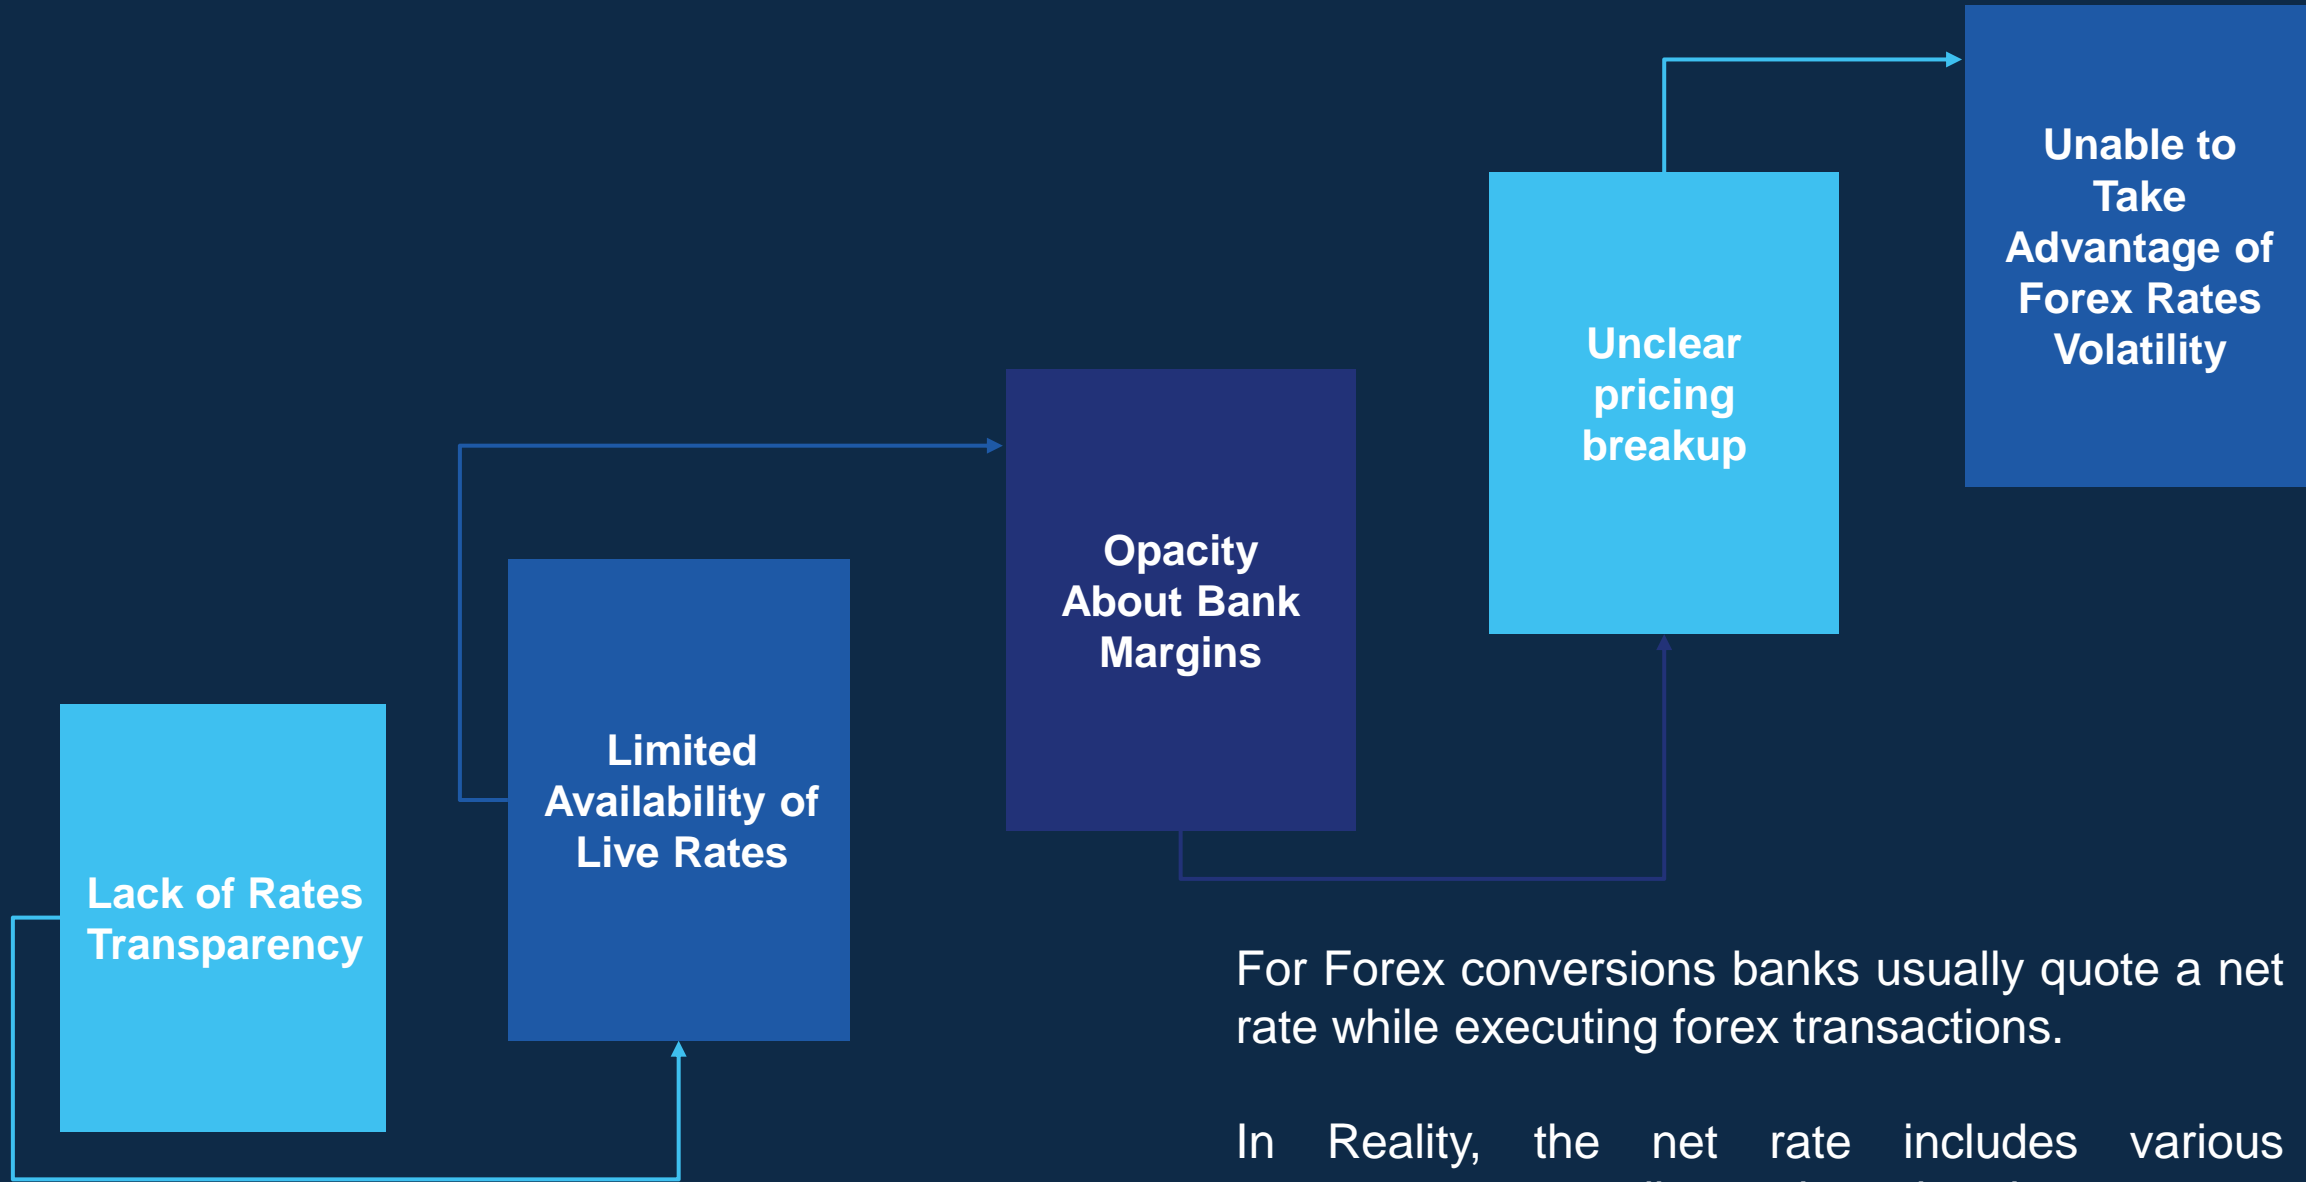 Lack of Rates
Transparency
Limited
Availability of
Live Rates
Opacity
About Bank
Margins
Unclear
pricing
breakup
Unable to
Take
Advantage of
Forex Rates
Volatility
For Forex conversions banks usually quote a net
rate while executing forex transactions.
In Reality, the net rate includes various